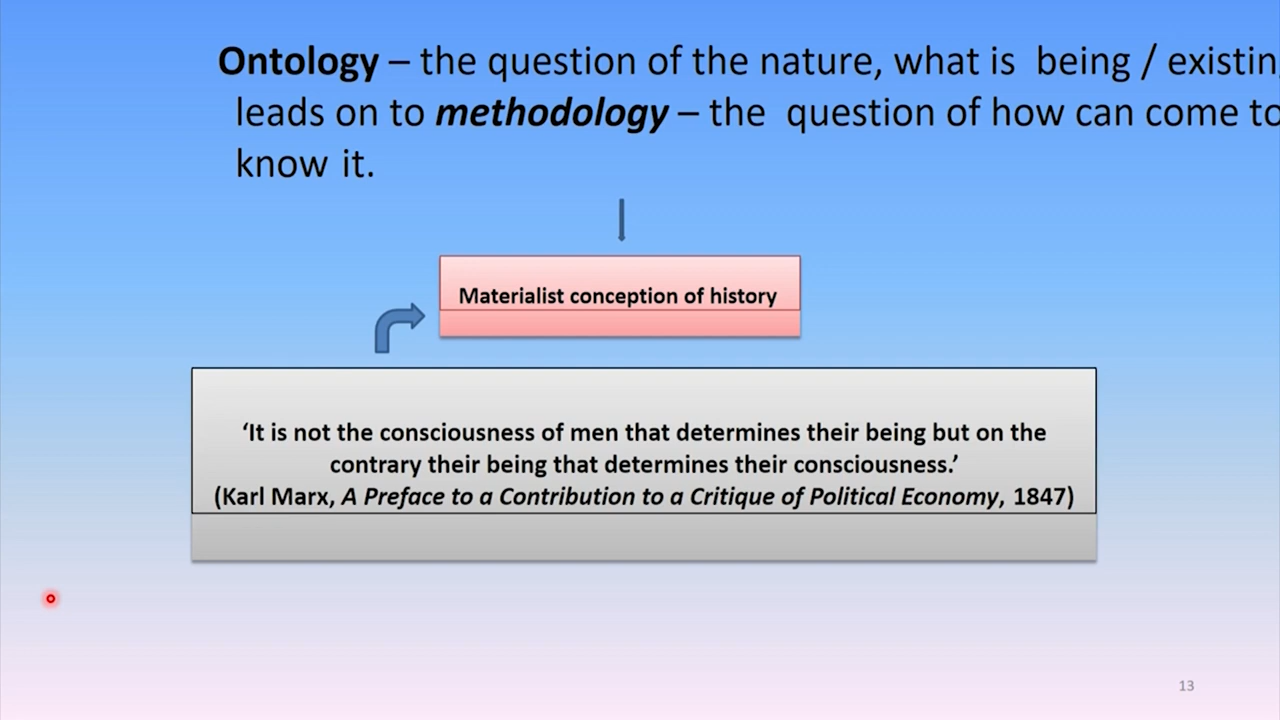 Ontology – the question of the nature, what is being / existin
leads on to methodology – the question of how can come to
know it.
Materialist conception of history
‘It is not the consciousness of men that determines their being but on the
contrary their being that determines their consciousness.’
(Karl Marx, A Preface to a Contribution to a Critique of Political Economy, 1847)
13